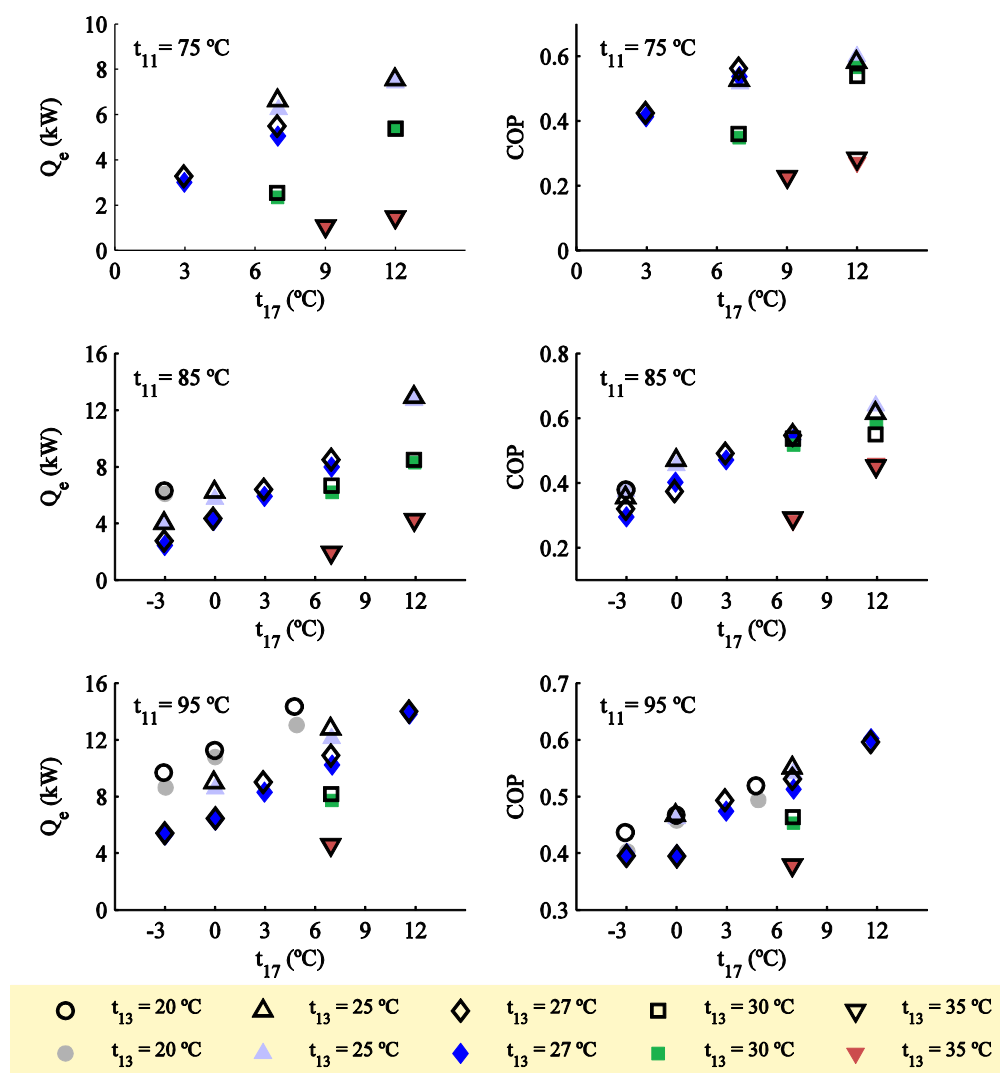 t11 = 75 ºC
Qe (kW)
10
8
6
4
2
0
0 3 6 9 12
t17 (ºC)
t11 = 75 ºC
COP
0.6
0.4
0.2
0
0 3 6 9 12
t17 (ºC)
t11 = 85 ºC
Qe (kW)
16
12
8
4
0
-3 0 3 6 9 12
t17 (ºC)
t11 = 85 ºC
COP
0.8
0.6
0.4
0.2
-3 0 3 6 9 12
t17 (ºC)
t11 = 95 ºC
Qe (kW)
16
12
8
4
0
-3 0 3 6 9 12
t17 (ºC)
t11 = 95 ºC
COP
0.7
0.6
0.5
0.4
0.3
-3 0 3 6 9 12
t17 (ºC)
t13 = 20 ºC t13 = 25 ºC t13 = 27 ºC t13 = 30 ºC t13 = 35 ºC
t13 = 20 ºC t13 = 25 ºC t13 = 27 ºC t13 = 30 ºC t13 = 35 ºC